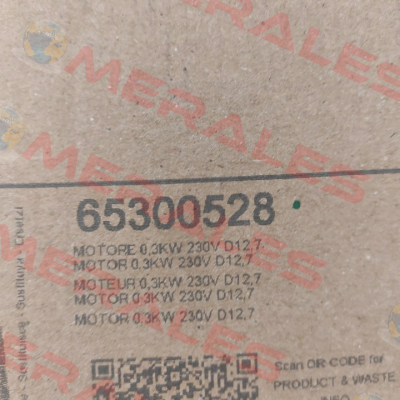 MERALES
65300528
MOTORE 0,3KW 230V D12,7
MOTOR 0,3KW 230V D12,7
MOTEUR 0,3KW 230V D12,7
MOTOR 0,3KW 230V D12,7
MOTOR 0,3KW 230V D12,7
Scan QR CODE for
PRODUCT & WASTE
INFO